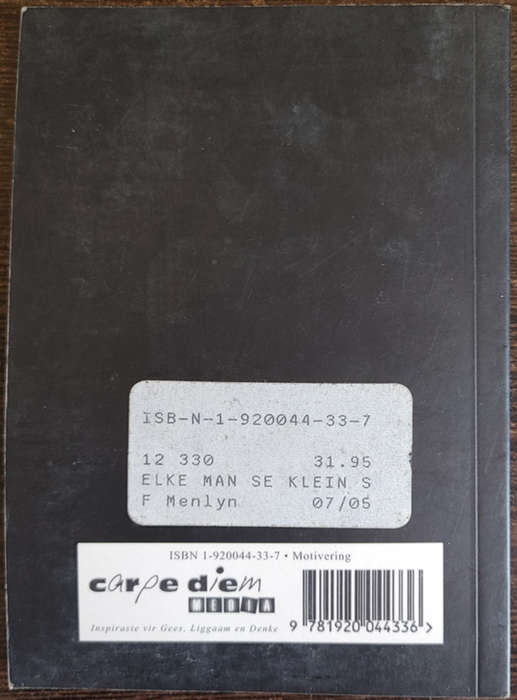 ISB-N-1-920044-33-7
12 330 31.95
ELKE MAN SE KLEIN S
F Menlyn 07/05
ISBN 1-920044-33-7 • Motivering
carpe diem
MEDIA
Inspirasie vir Gees, Liggaam en Denke
9 781920 044336 >